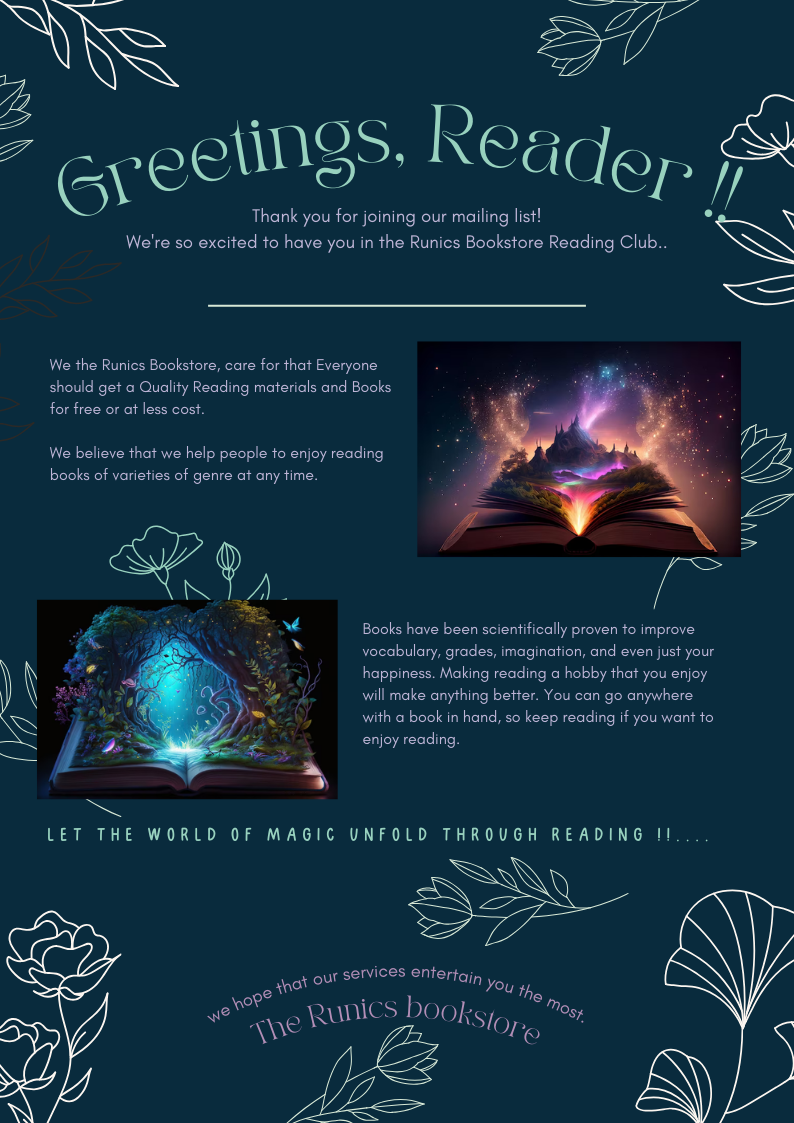 Greetings, Reader !!
Thank you for joining our mailing list!
We're so excited to have you in the Runics Bookstore Reading Club..
We the Runics Bookstore, care for that Everyone
should get a Quality Reading materials and Books
for free or at less cost.
We believe that we help people to enjoy reading
books of varieties of genre at any time.
Books have been scientifically proven to improve
vocabulary, grades, imagination, and even just your
happiness. Making reading a hobby that you enjoy
will make anything better. You can go anywhere
with a book in hand, so keep reading if you want to
enjoy reading.
LET THE WORLD OF MAGIC UNFOLD THROUGH READING !!....
we hope that our services entertain you the most.
The Runics bookstore